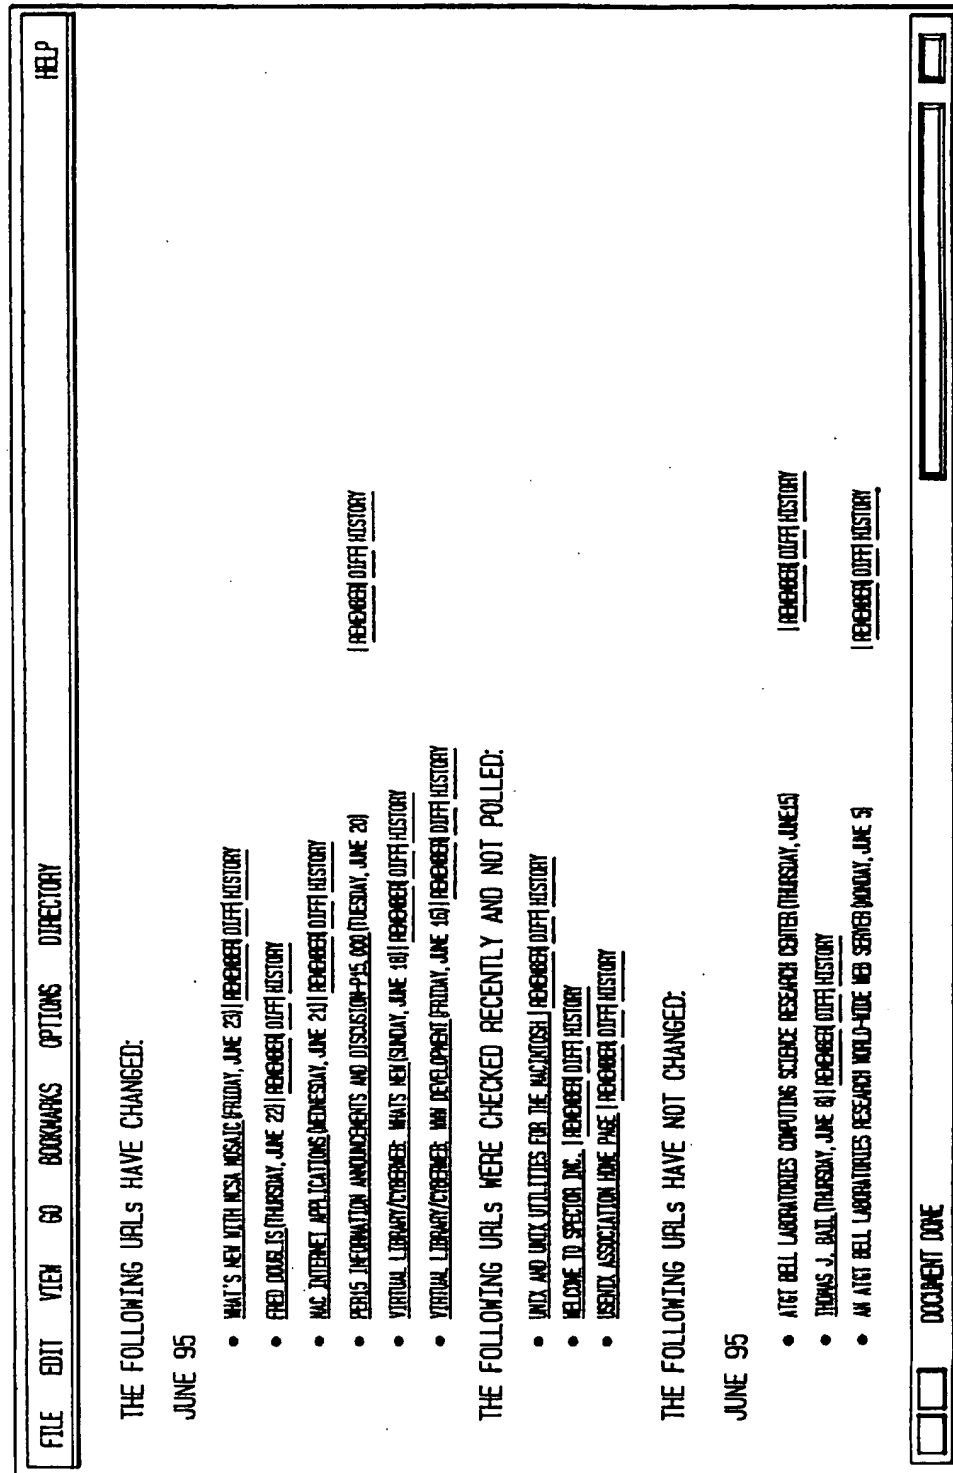 FILE EDIT VIEW GO BOOKMARKS OPTIONS DIRECTORY HELP
THE FOLLOWING URLs HAVE CHANGED:
JUNE 95
• WHAT'S NEW WITH NCSA MOSAIC (FRIDAY, JUNE 23) | REMEMBER | DIFF | HISTORY
• FRED DOUGLIS (THURSDAY, JUNE 22) | REMEMBER | DIFF | HISTORY
• MAC INTERNET APPLICATIONS (WEDNESDAY, JUNE 21) | REMEMBER | DIFF | HISTORY
• PER15 INFORMATION ANNOUNCEMENTS AND DISCUSION-P15,000 (TUESDAY, JUNE 20) | REMEMBER | DIFF | HISTORY
• VIRTUAL LIBRARY/CYBERWEB: WHATS NEW (SUNDAY, JUNE 18) | REMEMBER | DIFF | HISTORY
• VIRTUAL LIBRARY/CYBERWEB: WWW DEVELOPMENT (FRIDAY, JUNE 16) | REMEMBER | DIFF | HISTORY
THE FOLLOWING URLs WERE CHECKED RECENTLY AND NOT POLLED:
• UNIX AND UNIX UTILITIES FOR THE MACINTOSH | REMEMBER | DIFF | HISTORY
• WELCOME TO SPECTOR INC. | REMEMBER | DIFF | HISTORY
• USENIX ASSOCIATION HOME PAGE | REMEMBER | DIFF | HISTORY
THE FOLLOWING URLs HAVE NOT CHANGED:
JUNE 95
• AT&T BELL LABORATORIES COMPUTING SCIENCE RESEARCH CENTER (THURSDAY, JUNE15) | REMEMBER | DIFF | HISTORY
• THOMAS J. BALL (THURSDAY, JUNE 8) | REMEMBER | DIFF | HISTORY
• AN AT&T BELL LABORATORIES RESEARCH WORLD-WIDE WEB SERVER (MONDAY, JUNE 5) | REMEMBER | DIFF | HISTORY
DOCUMENT DONE